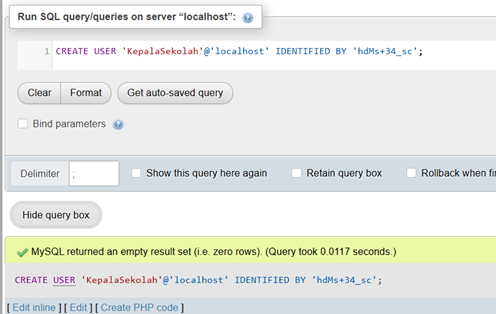 Run SQL query/queries on server “localhost”:
1 CREATE USER 'KepalaSekolah'@'localhost' IDENTIFIED BY 'hdMs+34_sc';
Clear Format Get auto-saved query
Bind parameters
Delimiter ; Show this query here again Retain query box Rollback when
Hide query box
MySQL returned an empty result set (i.e. zero rows). (Query took 0.0117 seconds.)
CREATE USER 'KepalaSekolah'@'localhost' IDENTIFIED BY 'hdMs+34_sc';
[ Edit inline ] [ Edit ] [ Create PHP code ]